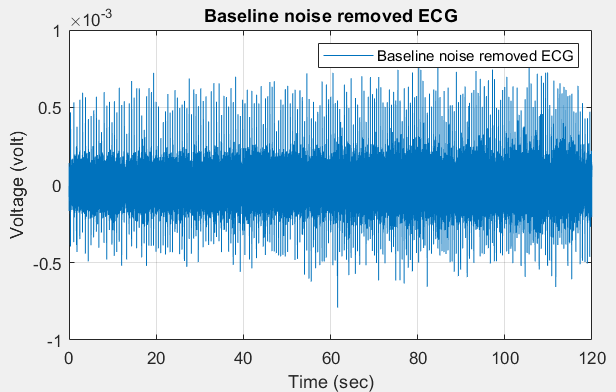 Baseline noise removed ECG
×10⁻³
Baseline noise removed ECG
1
0.5
0
-0.5
-1
Voltage (volt)
0 20 40 60 80 100 120
Time (sec)